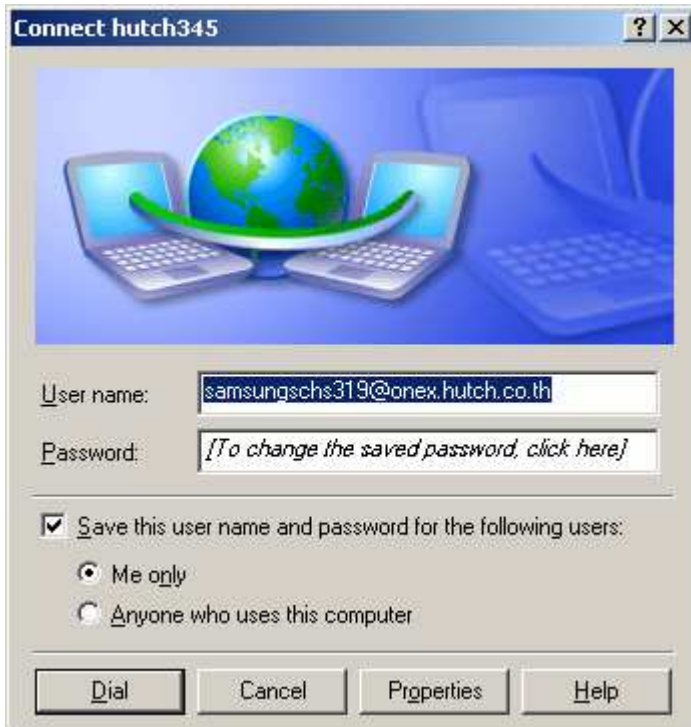 Connect hutch345
User name: samsungschs319@onex.hutch.co.th
Password: [To change the saved password, click here]
Save this user name and password for the following users:
Me only
Anyone who uses this computer
Dial Cancel Properties Help